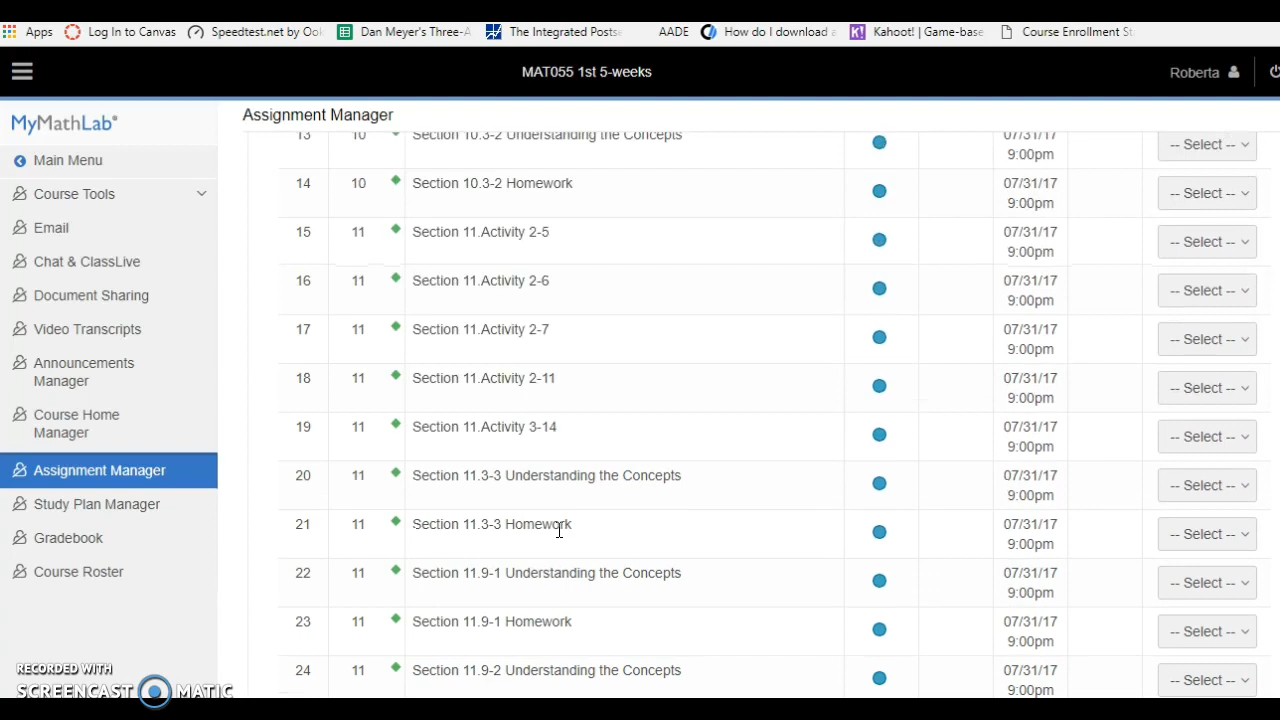 Apps Log In to Canvas Speedtest.net by Ook Dan Meyer's Three-A The Integrated Postse AADE How do I download a Kahoot! | Game-base Course Enrollment St
MAT055 1st 5-weeks Roberta
MyMathLab®
Main Menu
Course Tools
Email
Chat & ClassLive
Document Sharing
Video Transcripts
Announcements
Manager
Course Home
Manager
Assignment Manager
Study Plan Manager
Gradebook
Course Roster
Assignment Manager
13 10 Section 10.3-2 Understanding the Concepts 07/31/17 -- Select --
9:00pm
14 10 Section 10.3-2 Homework 07/31/17 -- Select --
9:00pm
15 11 Section 11.Activity 2-5 07/31/17 -- Select --
9:00pm
16 11 Section 11.Activity 2-6 07/31/17 -- Select --
9:00pm
17 11 Section 11.Activity 2-7 07/31/17 -- Select --
9:00pm
18 11 Section 11.Activity 2-11 07/31/17 -- Select --
9:00pm
19 11 Section 11.Activity 3-14 07/31/17 -- Select --
9:00pm
20 11 Section 11.3-3 Understanding the Concepts 07/31/17 -- Select --
9:00pm
21 11 Section 11.3-3 Homework 07/31/17 -- Select --
9:00pm
22 11 Section 11.9-1 Understanding the Concepts 07/31/17 -- Select --
9:00pm
23 11 Section 11.9-1 Homework 07/31/17 -- Select --
9:00pm
24 11 Section 11.9-2 Understanding the Concepts 07/31/17 -- Select --
9:00pm
RECORDED WITH
SCREENCAST MATIC